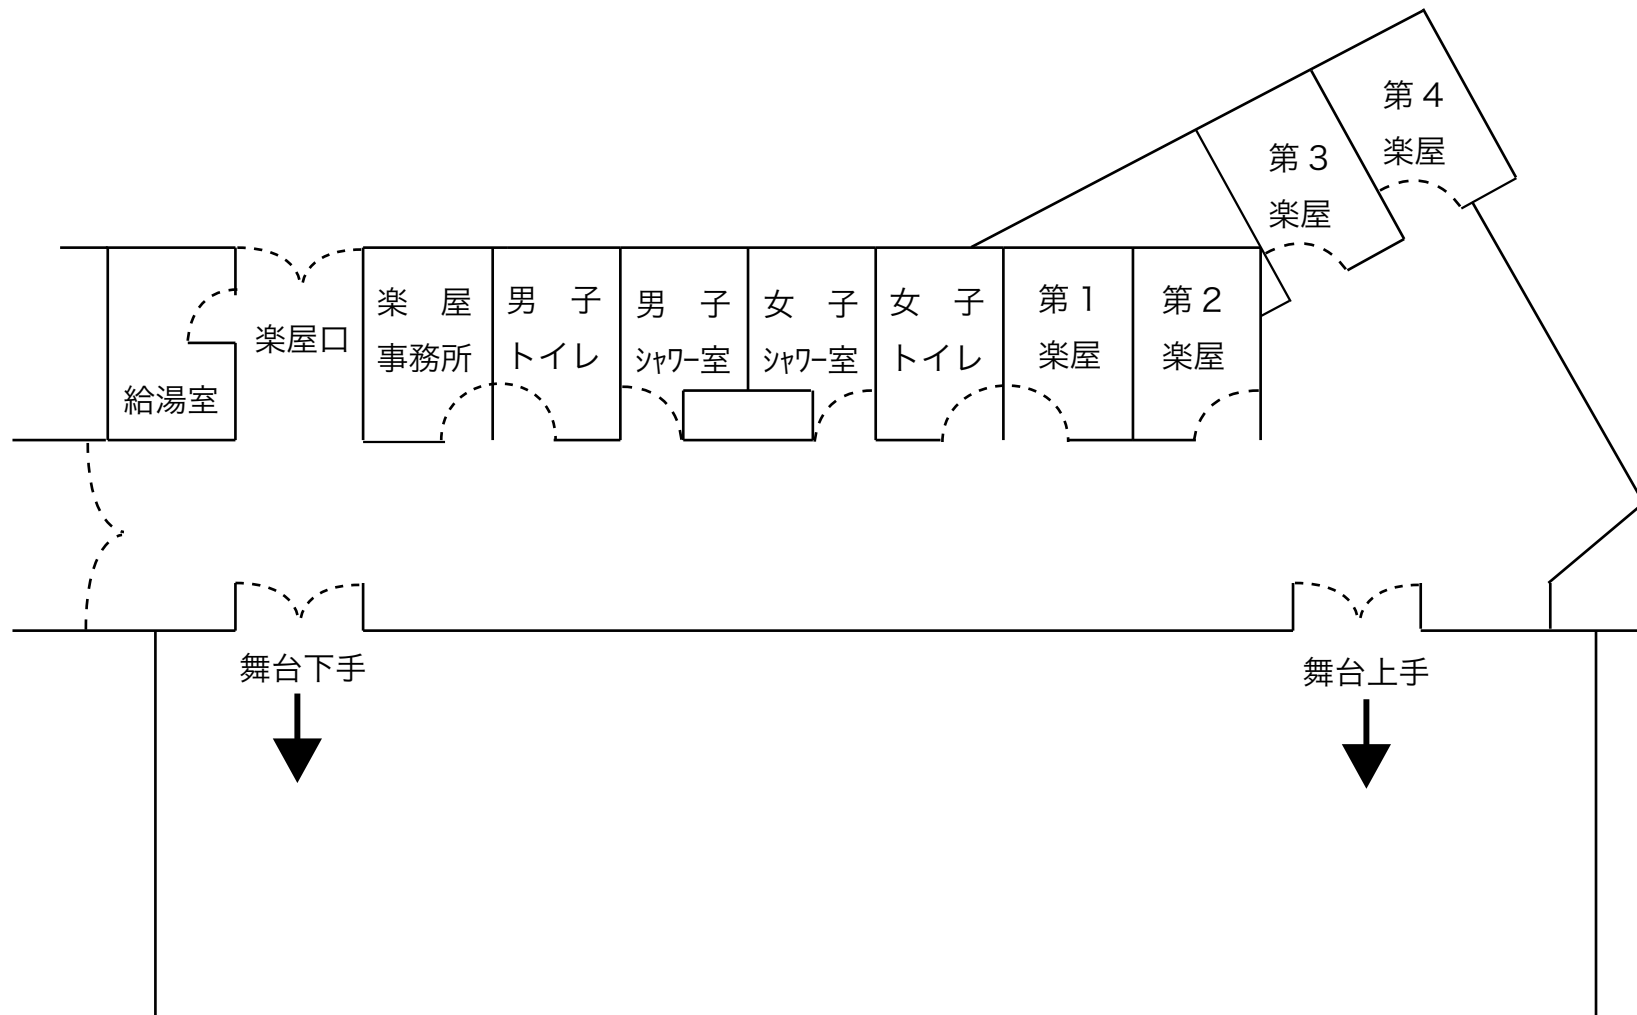 第４
楽屋
第３
楽屋
給湯室
楽屋口
楽　屋
事務所
男　子
トイレ
男　子
ｼｬﾜｰ室
女　子
ｼｬﾜｰ室
女　子
トイレ
第１
楽屋
第２
楽屋
舞台下手
舞台上手